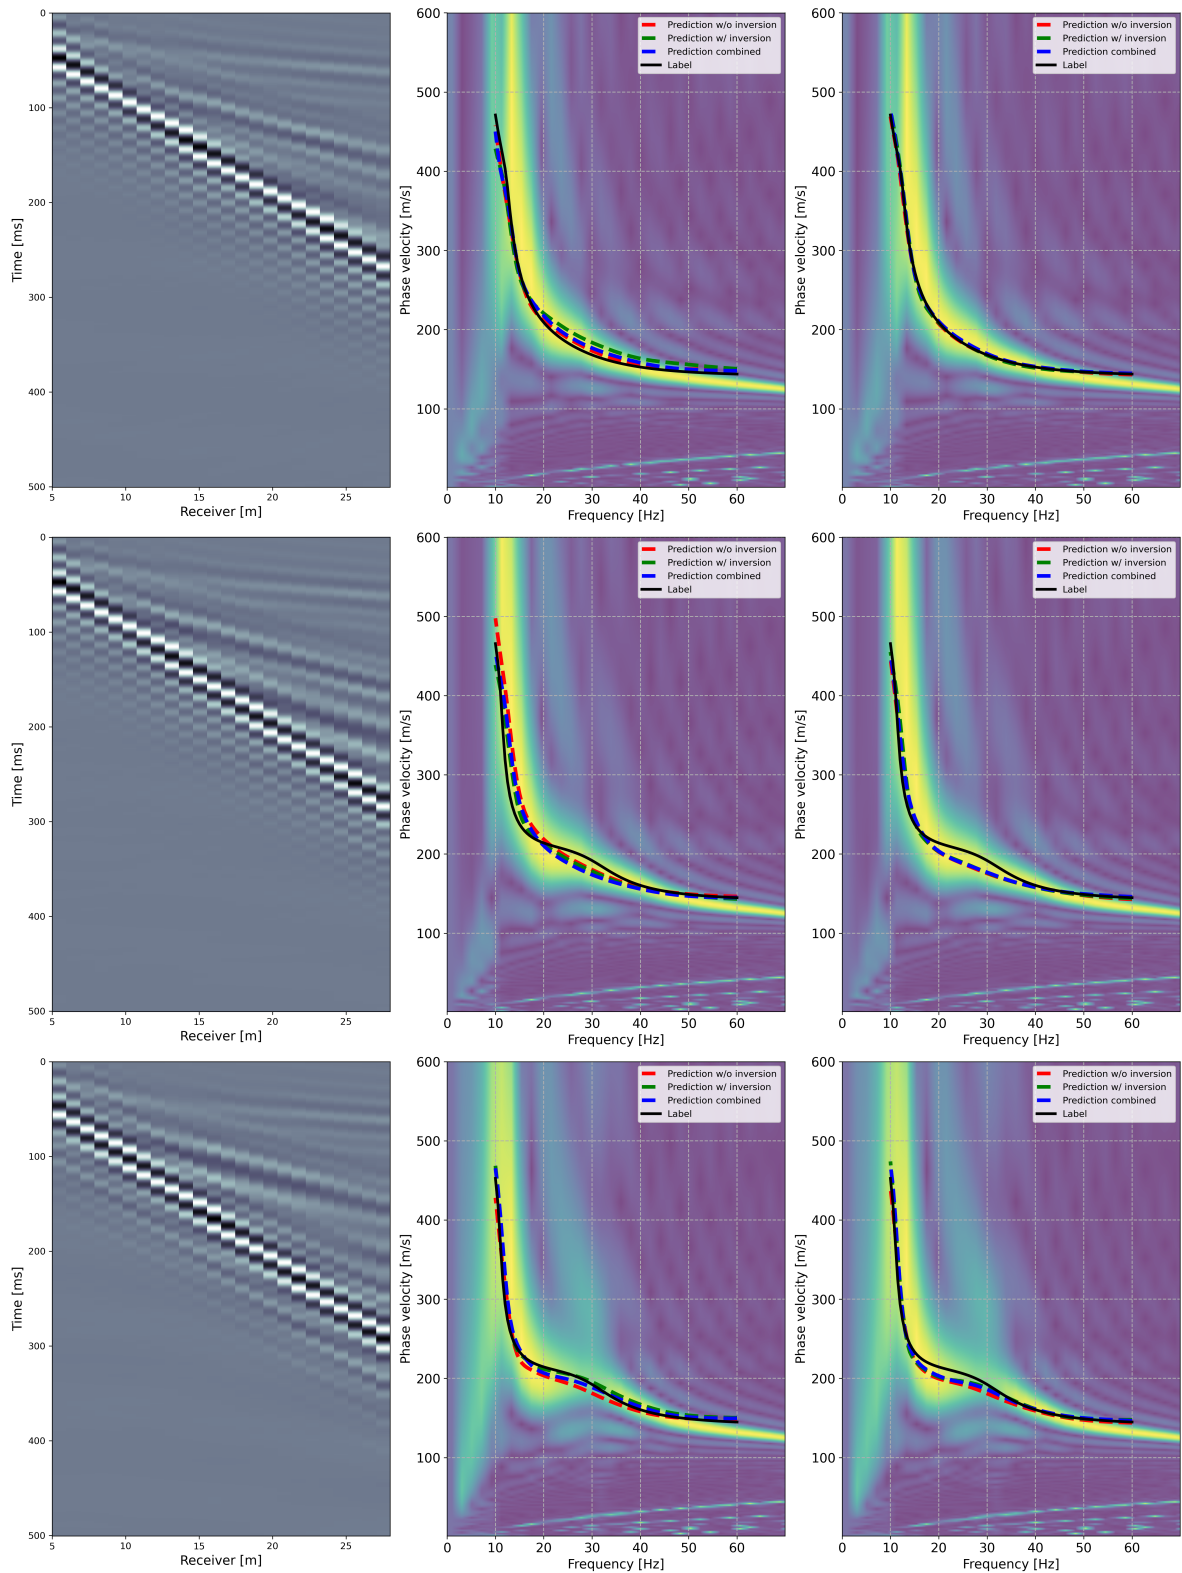 0
100
200
300
400
500
Time [ms]
5
10
15
20
25
Receiver [m]
600
500
400
300
200
100
Phase velocity [m/s]
0
10
20
30
40
50
60
Frequency [Hz]
Prediction w/o inversion
Prediction w/ inversion
Prediction combined
Label
600
500
400
300
200
100
Phase velocity [m/s]
0
10
20
30
40
50
60
Frequency [Hz]
Prediction w/o inversion
Prediction w/ inversion
Prediction combined
Label
0
100
200
300
400
500
Time [ms]
5
10
15
20
25
Receiver [m]
600
500
400
300
200
100
Phase velocity [m/s]
0
10
20
30
40
50
60
Frequency [Hz]
Prediction w/o inversion
Prediction w/ inversion
Prediction combined
Label
600
500
400
300
200
100
Phase velocity [m/s]
0
10
20
30
40
50
60
Frequency [Hz]
Prediction w/o inversion
Prediction w/ inversion
Prediction combined
Label
0
100
200
300
400
500
Time [ms]
5
10
15
20
25
Receiver [m]
600
500
400
300
200
100
Phase velocity [m/s]
0
10
20
30
40
50
60
Frequency [Hz]
Prediction w/o inversion
Prediction w/ inversion
Prediction combined
Label
600
500
400
300
200
100
Phase velocity [m/s]
0
10
20
30
40
50
60
Frequency [Hz]
Prediction w/o inversion
Prediction w/ inversion
Prediction combined
Label